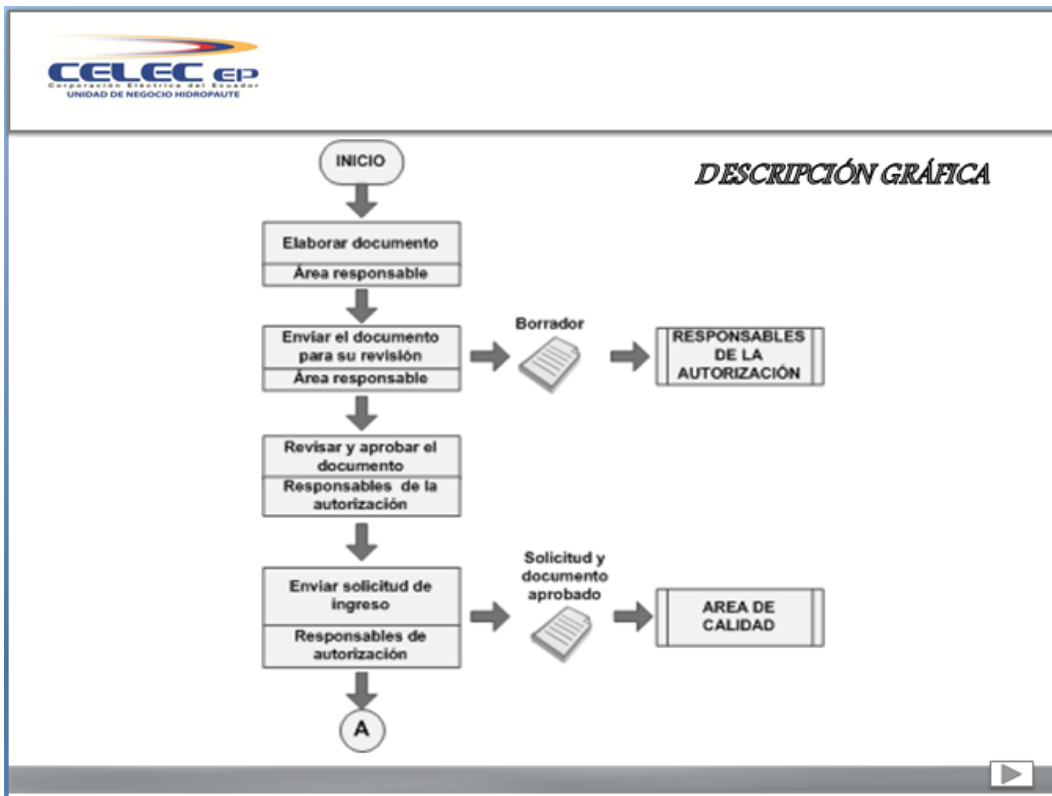 CELEC EP
Corporación Eléctrica del Ecuador
UNIDAD DE NEGOCIO HIDROPAUTE
DESCRIPCIÓN GRÁFICA
INICIO
Elaborar documento
Área responsable
Enviar el documento
para su revisión
Área responsable
Borrador
RESPONSABLES
DE LA
AUTORIZACIÓN
Revisar y aprobar el
documento
Responsables de la
autorización
Enviar solicitud de
ingreso
Responsables de
autorización
Solicitud y
documento
aprobado
AREA DE
CALIDAD
A